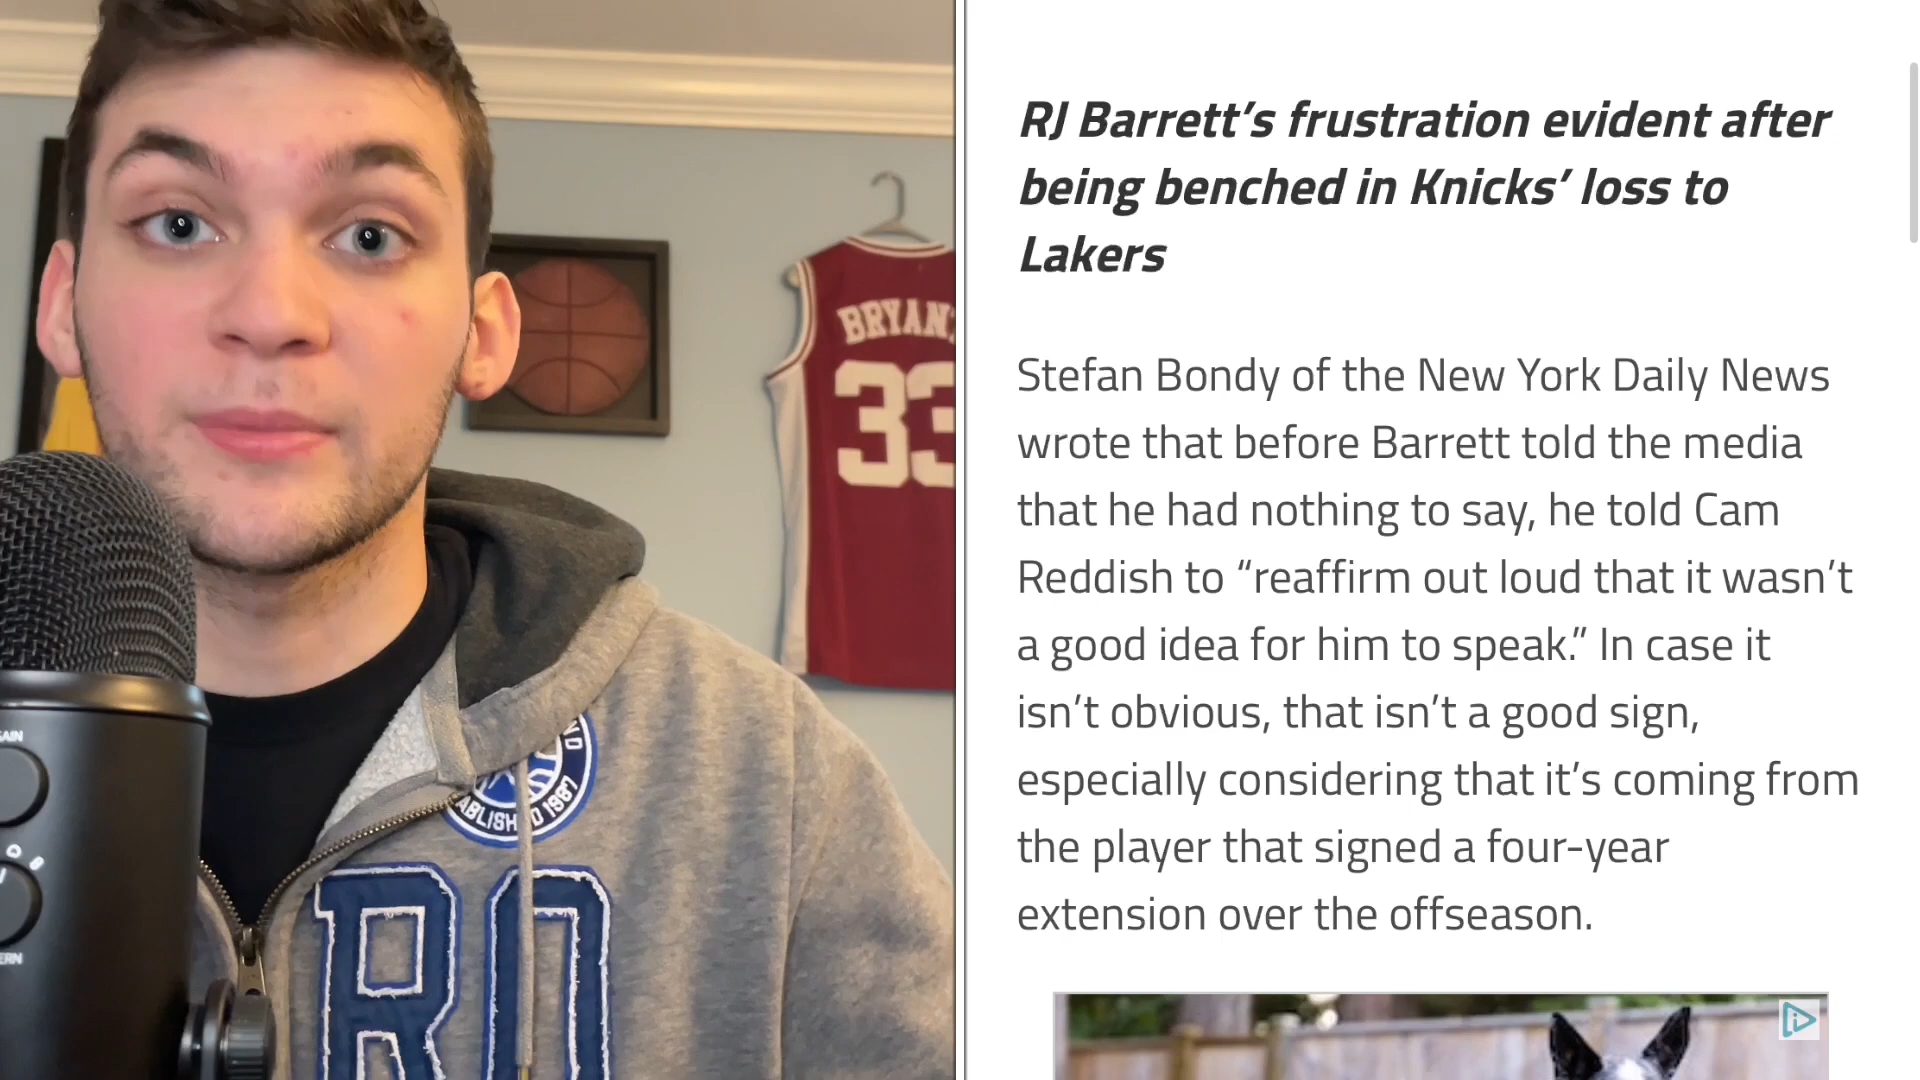 RJ Barrett’s frustration evident after
being benched in Knicks’ loss to
Lakers
Stefan Bondy of the New York Daily News
wrote that before Barrett told the media
that he had nothing to say, he told Cam
Reddish to “reaffirm out loud that it wasn’t
a good idea for him to speak.” In case it
isn’t obvious, that isn’t a good sign,
especially considering that it’s coming from
the player that signed a four-year
extension over the offseason.
BRYAN
33
ABLISH D 1987
RO